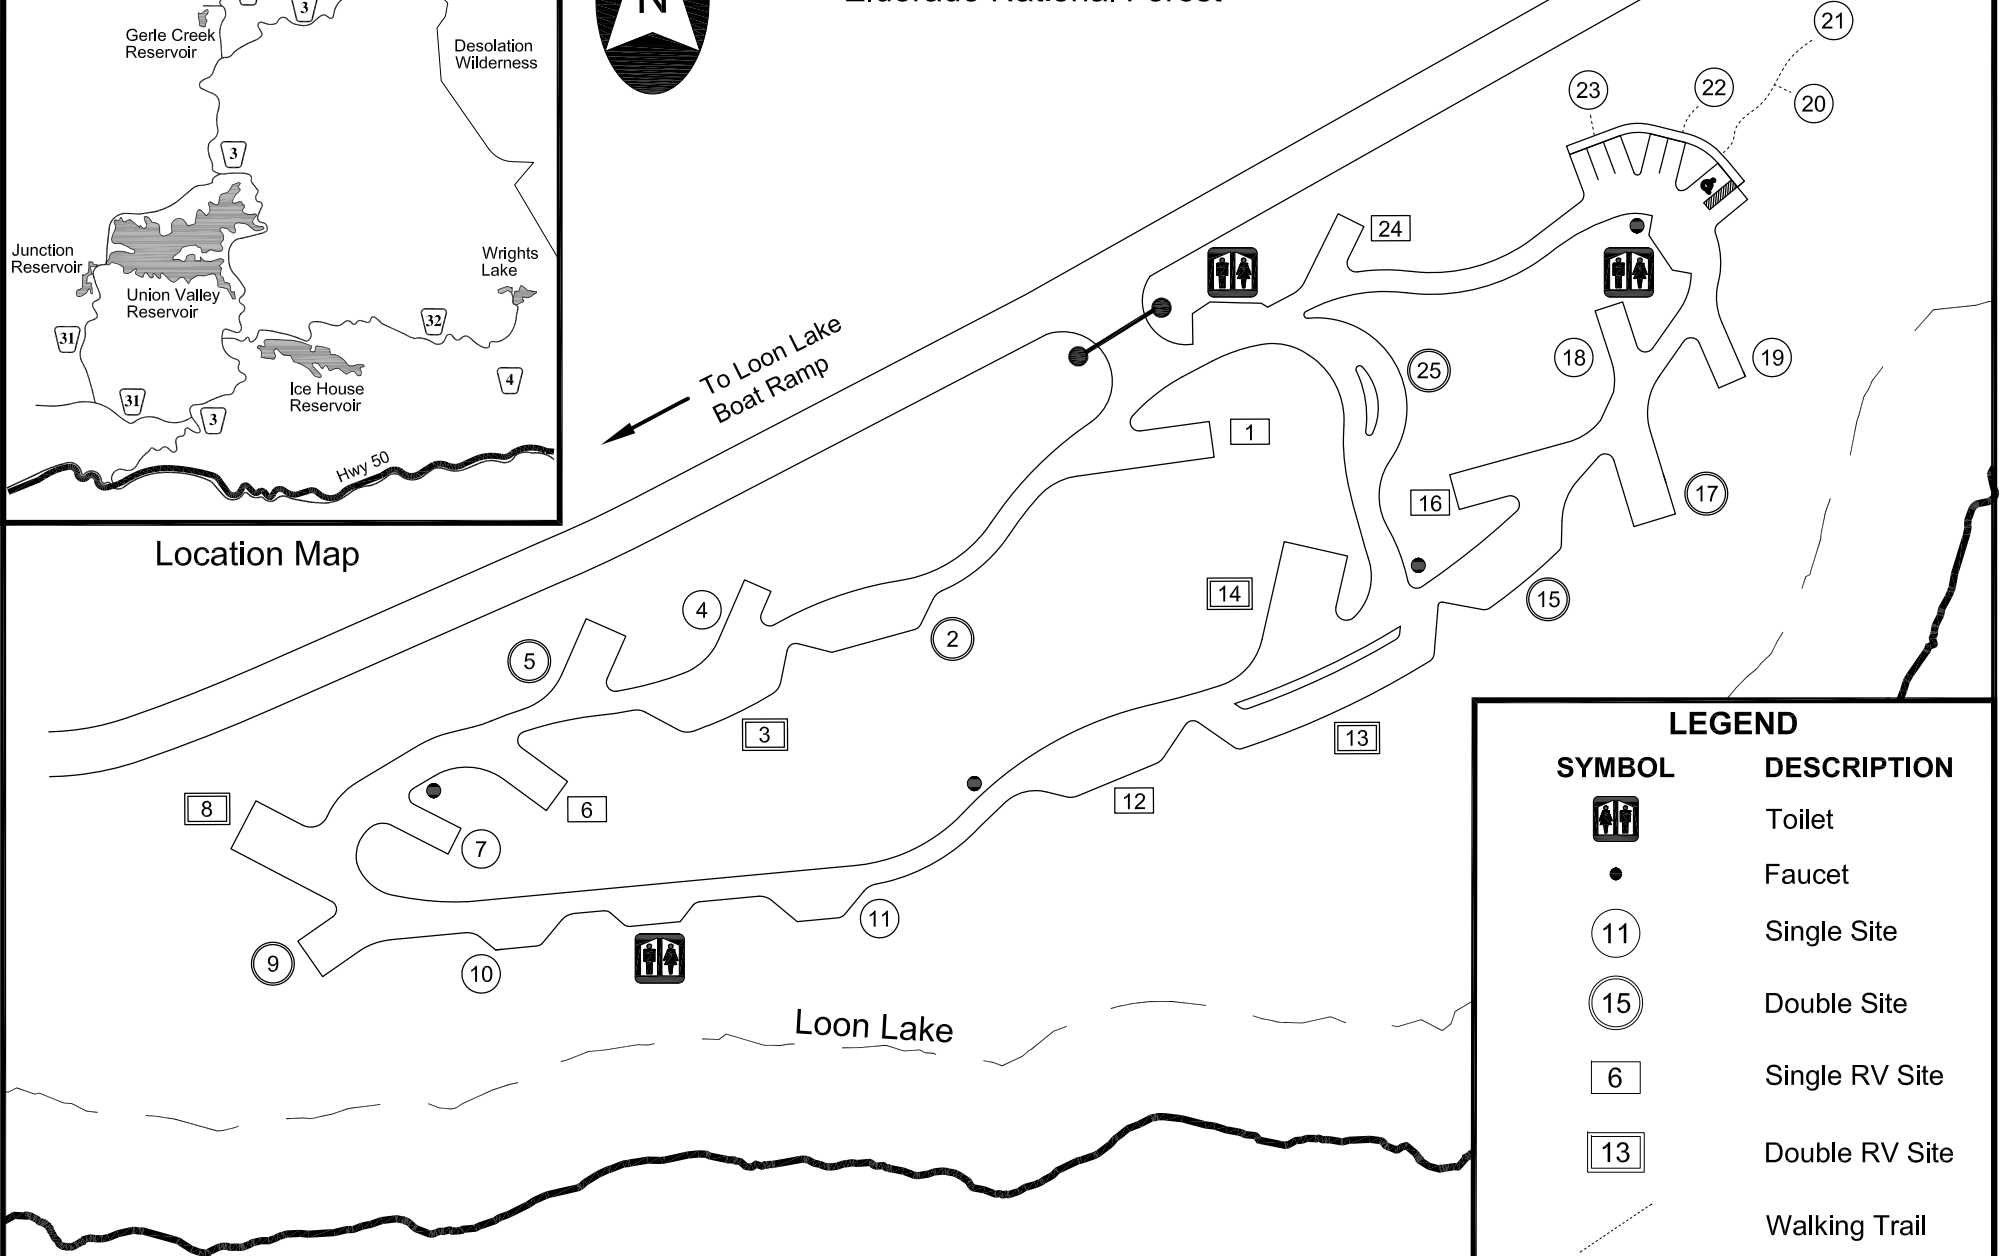 3
Gerle Creek
Reservoir
Desolation
Wilderness
3
Junction
Reservoir
Union Valley
Reservoir
Wrights
Lake
31
32
Ice House
Reservoir
4
31
3
Hwy 50
Location Map
N
To Loon Lake
Boat Ramp
21
22
23
20
24
25
18
19
1
16
17
14
15
4
2
5
3
13
12
8
6
7
11
9
10
Loon Lake
LEGEND
SYMBOL DESCRIPTION
Toilet
Faucet
11 Single Site
15 Double Site
6 Single RV Site
13 Double RV Site
Walking Trail